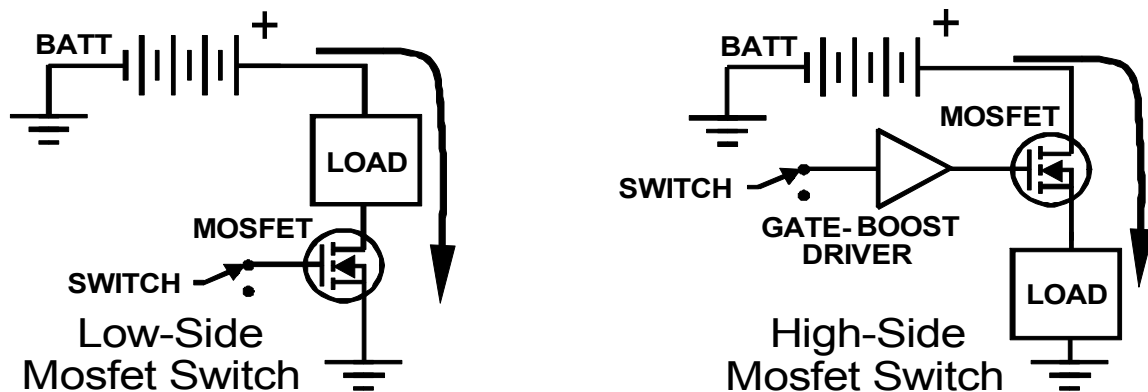 +
BATT
LOAD
MOSFET
SWITCH
Low-Side
Mosfet Switch
+
BATT
MOSFET
SWITCH
GATE-BOOST
DRIVER
LOAD
High-Side
Mosfet Switch